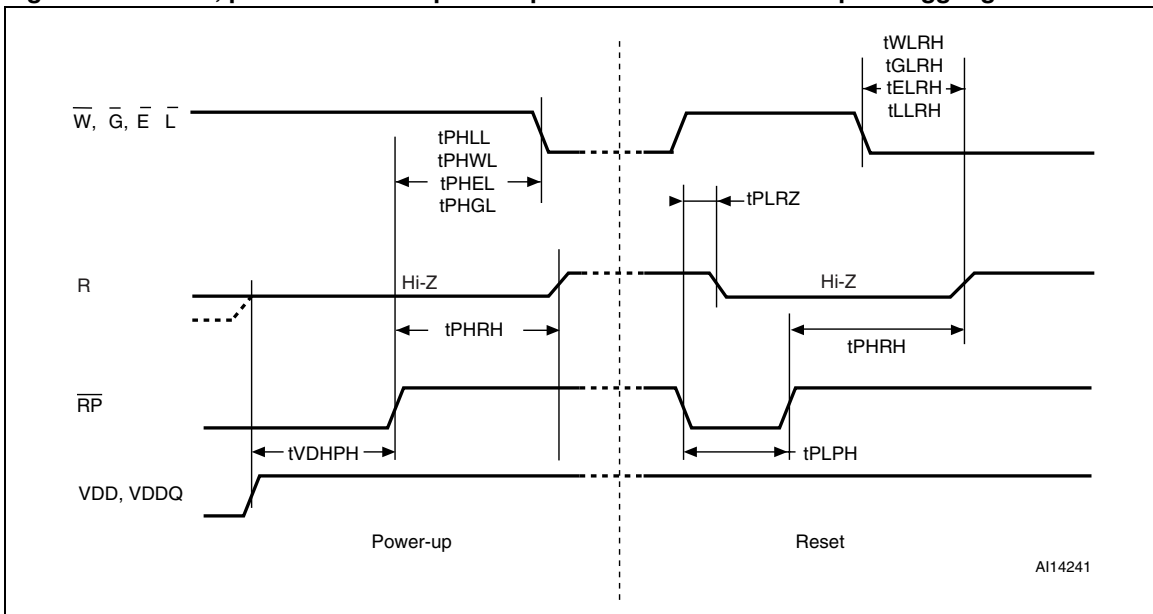 tWLRH
tGLRH
tELRH
tLLRH
W̅, G̅, E̅ L̅
tPHLL
tPHWL
tPHEL
tPHGL
tPLRZ
R
Hi-Z
Hi-Z
tPHRH
tPHRH
R̅P̅
tVDHPH
tPLPH
VDD, VDDQ
Power-up
Reset
AI14241